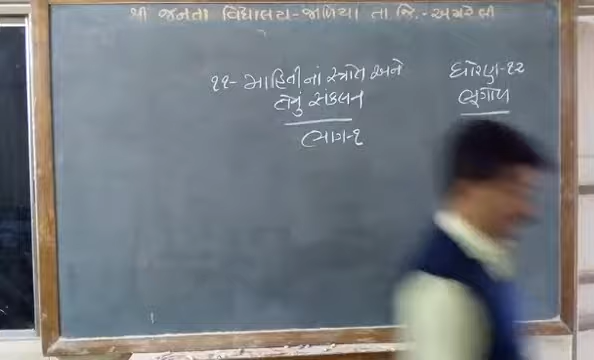 શ્રી જનતા વિદ્યાલય-જાળિયા તા જિ.- અમરેલી
૧૧- માહિતીનાં સ્ત્રોત અને
તેનું સંકલન
ભાગ-૧
ધોરણ-૧૨
ભૂગોળ